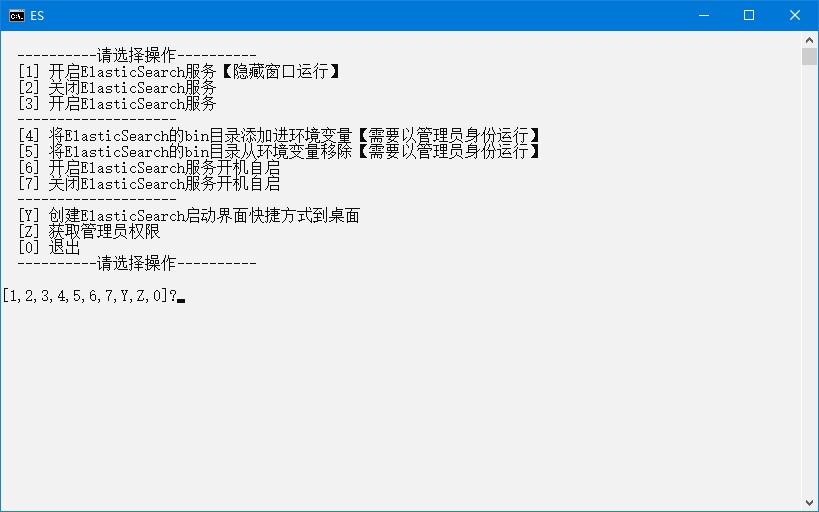 ES
----------请选择操作----------
[1] 开启ElasticSearch服务【隐藏窗口运行】
[2] 关闭ElasticSearch服务
[3] 开启ElasticSearch服务
--------------------
[4] 将ElasticSearch的bin目录添加进环境变量【需要以管理员身份运行】
[5] 将ElasticSearch的bin目录从环境变量移除【需要以管理员身份运行】
[6] 开启ElasticSearch服务开机自启
[7] 关闭ElasticSearch服务开机自启
--------------------
[Y] 创建ElasticSearch启动界面快捷方式到桌面
[Z] 获取管理员权限
[0] 退出
----------请选择操作----------
[1,2,3,4,5,6,7,Y,Z,0]?